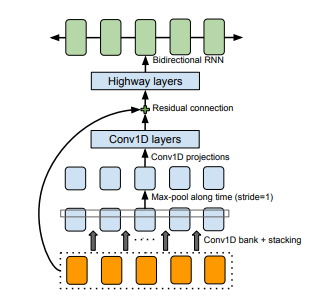 Bidirectional RNN
Highway layers
Residual connection
Conv1D layers
Conv1D projections
Max-pool along time (stride=1)
Conv1D bank + stacking